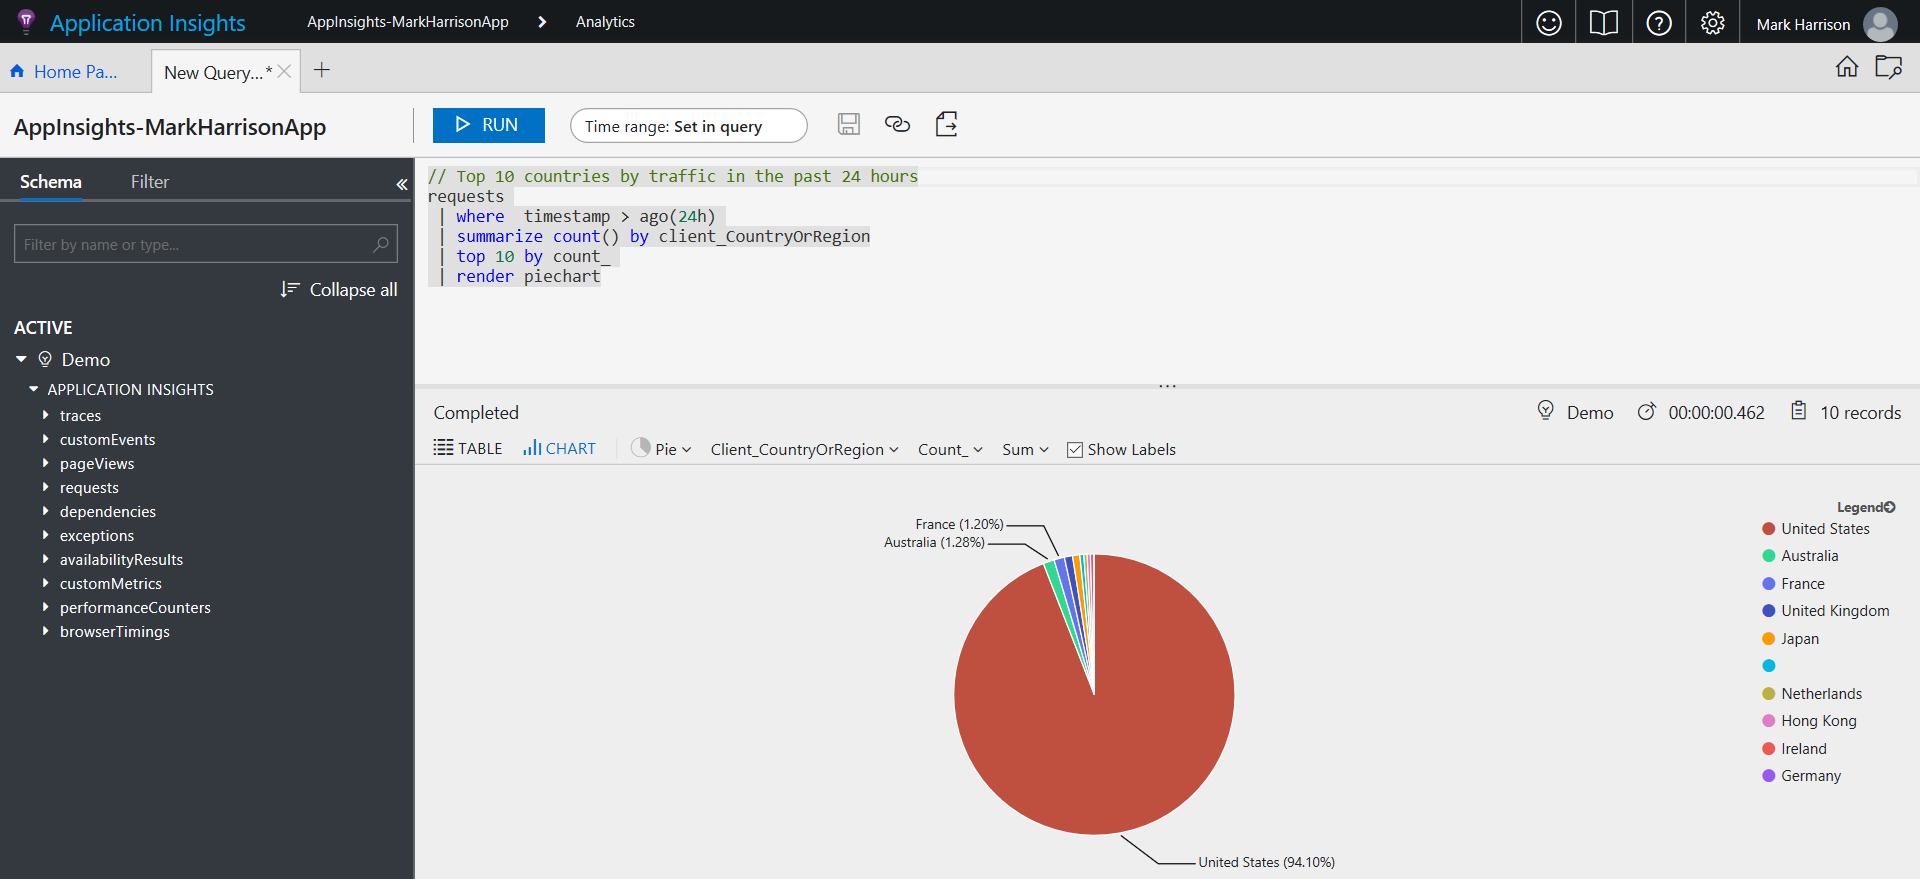 Application Insights
AppInsights-MarkHarrisonApp
Analytics
Mark Harrison
Home Pa...
New Query...*
AppInsights-MarkHarrisonApp
RUN
Time range: Set in query
Schema
Filter
// Top 10 countries by traffic in the past 24 hours
requests
| where  timestamp > ago(24h)
| summarize count() by client_CountryOrRegion
| top 10 by count_
| render piechart
Filter by name or type...
Collapse all
ACTIVE
Demo
APPLICATION INSIGHTS
traces
customEvents
pageViews
requests
dependencies
exceptions
availabilityResults
customMetrics
performanceCounters
browserTimings
Completed
Demo
00:00:00.462
10 records
TABLE
CHART
Pie
Client_CountryOrRegion
Count_
Sum
Show Labels
France (1.20%)
Australia (1.28%)
United States (94.10%)
Legend
United States
Australia
France
United Kingdom
Japan
Netherlands
Hong Kong
Ireland
Germany